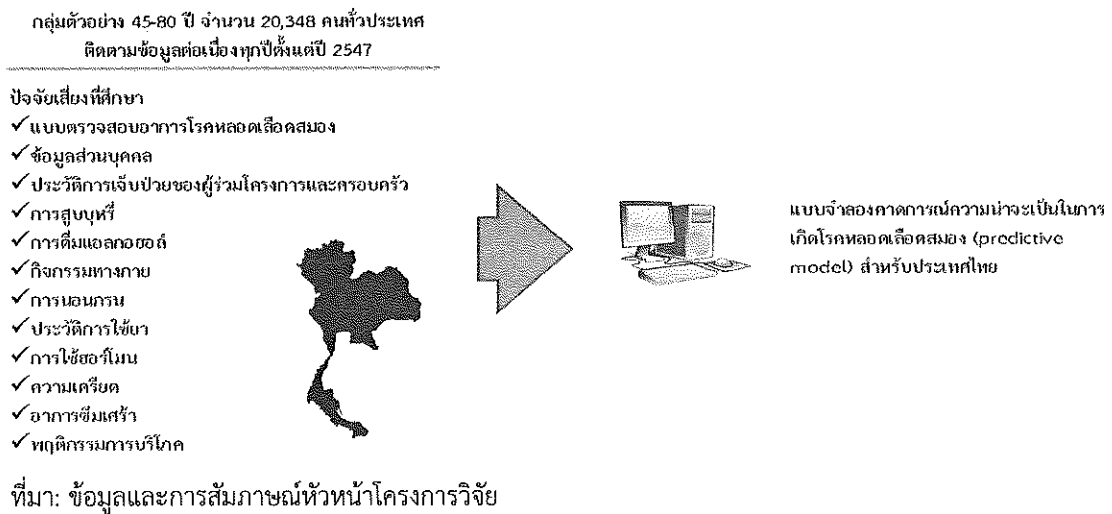 กลุ่มตัวอย่าง 45-80 ปี จำนวน 20,348 คนทั่วประเทศ
ติดตามข้อมูลต่อเนื่องทุกปีตั้งแต่ปี 2547
ปัจจัยเสี่ยงที่ศึกษา
✓แบบตรวจสอบอาการโรคหลอดเลือดสมอง
✓ข้อมูลส่วนบุคคล
✓ประวัติการเจ็บป่วยของผู้ร่วมโครงการและครอบครัว
✓การสูบบุหรี่
✓การดื่มแอลกอฮอล์
✓กิจกรรมทางกาย
✓การนอนกรน
✓ประวัติการใช้ยา
✓การใช้ฮอร์โมน
✓ความเครียด
✓อาการซึมเศร้า
✓พฤติกรรมการบริโภค
แบบจำลองคาดการณ์ความน่าจะเป็นในการ
เกิดโรคหลอดเลือดสมอง (predictive
model) สำหรับประเทศไทย
ที่มา: ข้อมูลและการสัมภาษณ์หัวหน้าโครงการวิจัย